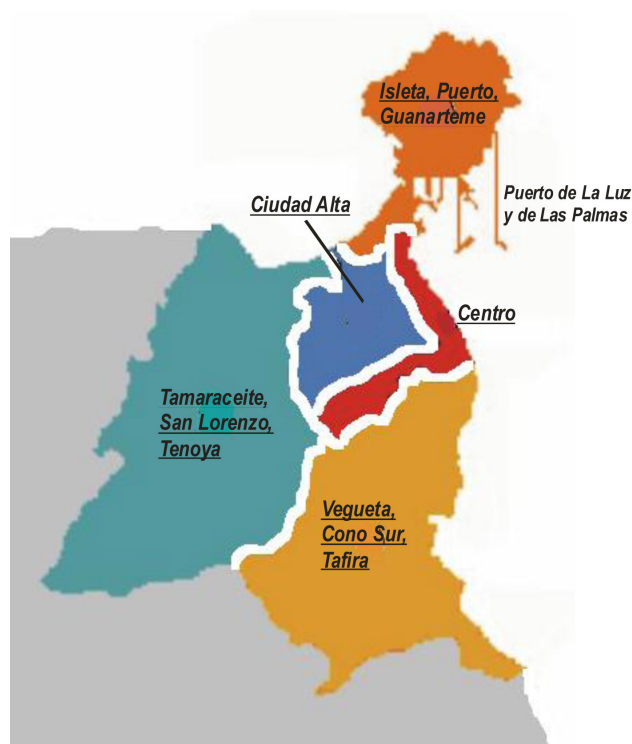 Isleta, Puerto,
Guanarteme
Puerto de La Luz
y de Las Palmas
Ciudad Alta
Centro
Tamaraceite,
San Lorenzo,
Tenoya
Vegueta,
Cono Sur,
Tafira